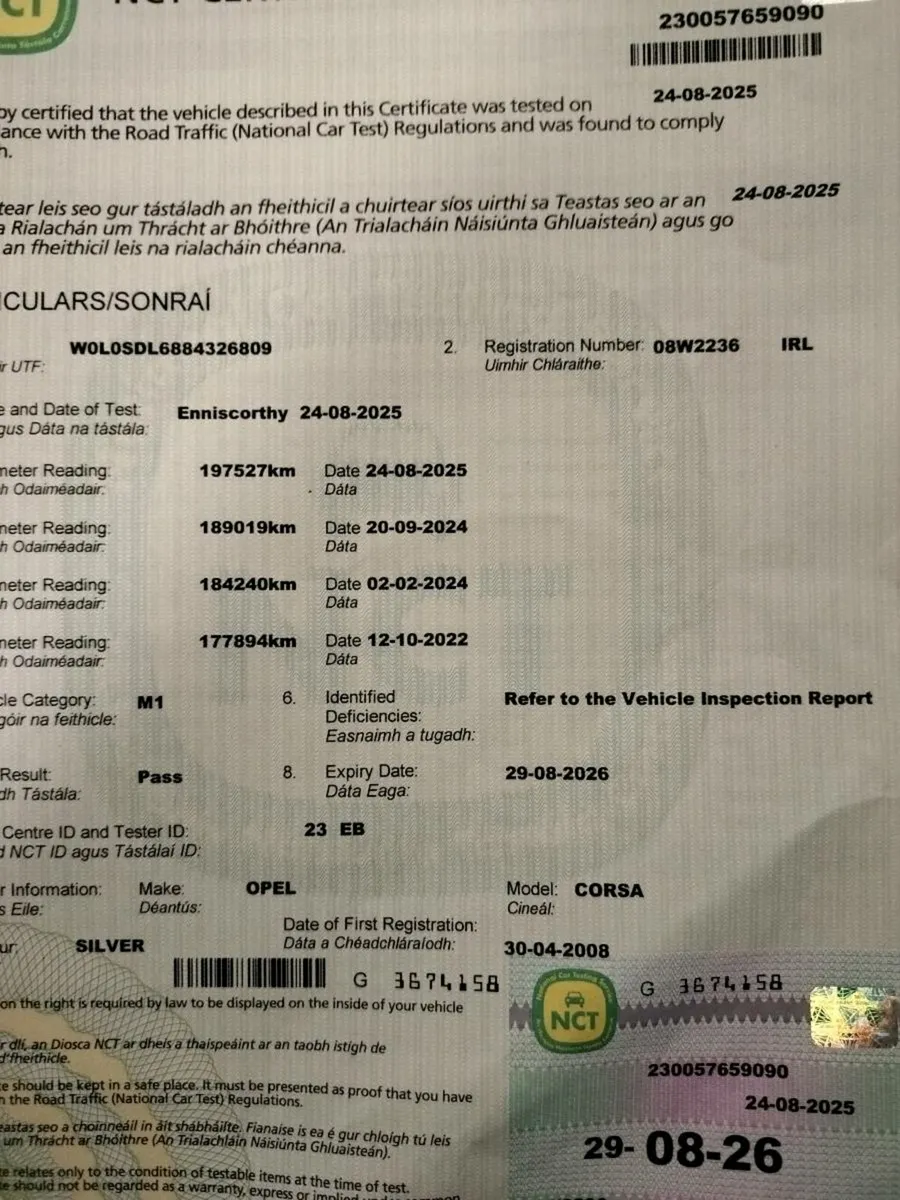 230057659090
by certified that the vehicle described in this Certificate was tested on 24-08-2025
ance with the Road Traffic (National Car Test) Regulations and was found to comply
h.
tear leis seo gur tástáladh an fheithicil a chuirtear síos uirthi sa Teastas seo ar an 24-08-2025
a Rialachán um Thrácht ar Bhóithre (An Trialacháin Náisiúnta Ghluaisteán) agus go
an fheithicil leis na rialacháin chéanna.
ICULARS/SONRAÍ
W0L0SDL6884326809
ir UTF:
2. Registration Number: 08W2236 IRL
Uimhir Chláraithe:
e and Date of Test: Enniscorthy 24-08-2025
gus Dáta na tástála:
meter Reading: 197527km Date 24-08-2025
h Odaiméadair: Dáta
meter Reading: 189019km Date 20-09-2024
h Odaiméadair: Dáta
meter Reading: 184240km Date 02-02-2024
h Odaiméadair: Dáta
meter Reading: 177894km Date 12-10-2022
h Odaiméadair: Dáta
cle Category: M1
góir na feithicle:
6. Identified Refer to the Vehicle Inspection Report
Deficiencies:
Easnaimh a tugadh:
Result: Pass
dh Tástála:
8. Expiry Date: 29-08-2026
Dáta Eaga:
Centre ID and Tester ID: 23 EB
d NCT ID agus Tástálaí ID:
r Information: Make: OPEL Model: CORSA
s Eile: Déantús: Cineál:
Date of First Registration:
ur: SILVER Dáta a Chéadchláraíodh: 30-04-2008
G 3674158
on the right is required by law to be displayed on the inside of your vehicle
r dlí, an Diosca NCT ar dheis a thaispeáint ar an taobh istigh de
d'fheithicle.
te should be kept in a safe place. It must be presented as proof that you have
h the Road Traffic (National Car Test) Regulations.
eastas seo a choinneáil in áit shábháilte. Fianaise is ea é gur chloígh tú leis
um Thrácht ar Bhóithre (An Trialachláin Náisiúnta Ghluaisteán).
te relates only to the condition of testable items at the time of test.
te should not be regarded as a warranty, express or implied
NCT
G 3674158
230057659090
24-08-2025
29-08-26